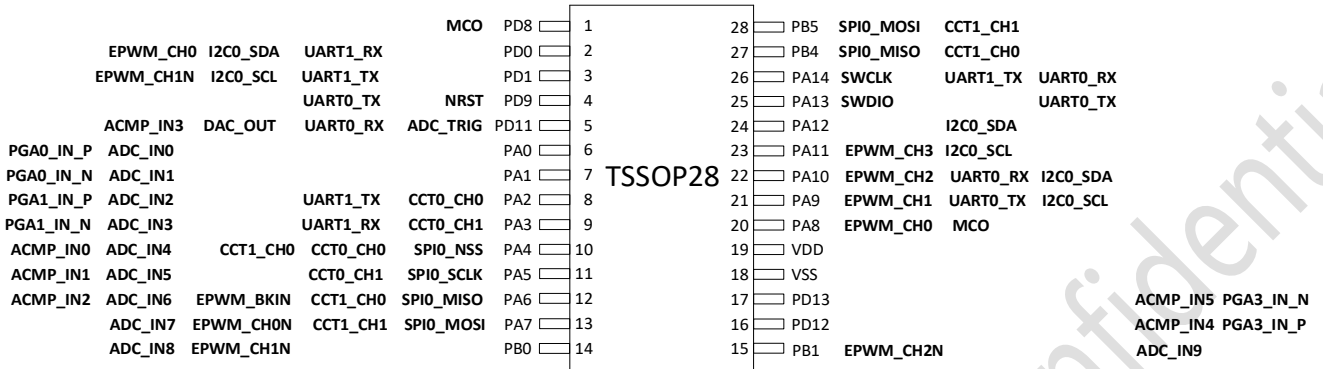 MCO PD8 1 28 PB5 SPI0_MOSI CCT1_CH1
EPWM_CH0 I2C0_SDA UART1_RX PD0 2 27 PB4 SPI0_MISO CCT1_CH0
EPWM_CH1N I2C0_SCL UART1_TX PD1 3 26 PA14 SWCLK UART1_TX UART0_RX
UART0_TX NRST PD9 4 25 PA13 SWDIO UART0_TX
ACMP_IN3 DAC_OUT UART0_RX ADC_TRIG PD11 5 24 PA12 I2C0_SDA
PGA0_IN_P ADC_IN0 PA0 6 23 PA11 EPWM_CH3 I2C0_SCL
PGA0_IN_N ADC_IN1 PA1 7 TSSOP28 22 PA10 EPWM_CH2 UART0_RX I2C0_SDA
PGA1_IN_P ADC_IN2 UART1_TX CCT0_CH0 PA2 8 21 PA9 EPWM_CH1 UART0_TX I2C0_SCL
PGA1_IN_N ADC_IN3 UART1_RX CCT0_CH1 PA3 9 20 PA8 EPWM_CH0 MCO
ACMP_IN0 ADC_IN4 CCT1_CH0 CCT0_CH0 SPI0_NSS PA4 10 19 VDD
ACMP_IN1 ADC_IN5 CCT0_CH1 SPI0_SCLK PA5 11 18 VSS
ACMP_IN2 ADC_IN6 EPWM_BKIN CCT1_CH0 SPI0_MISO PA6 12 17 PD13 ACMP_IN5 PGA3_IN_N
ADC_IN7 EPWM_CH0N CCT1_CH1 SPI0_MOSI PA7 13 16 PD12 ACMP_IN4 PGA3_IN_P
ADC_IN8 EPWM_CH1N PB0 14 15 PB1 EPWM_CH2N ADC_IN9